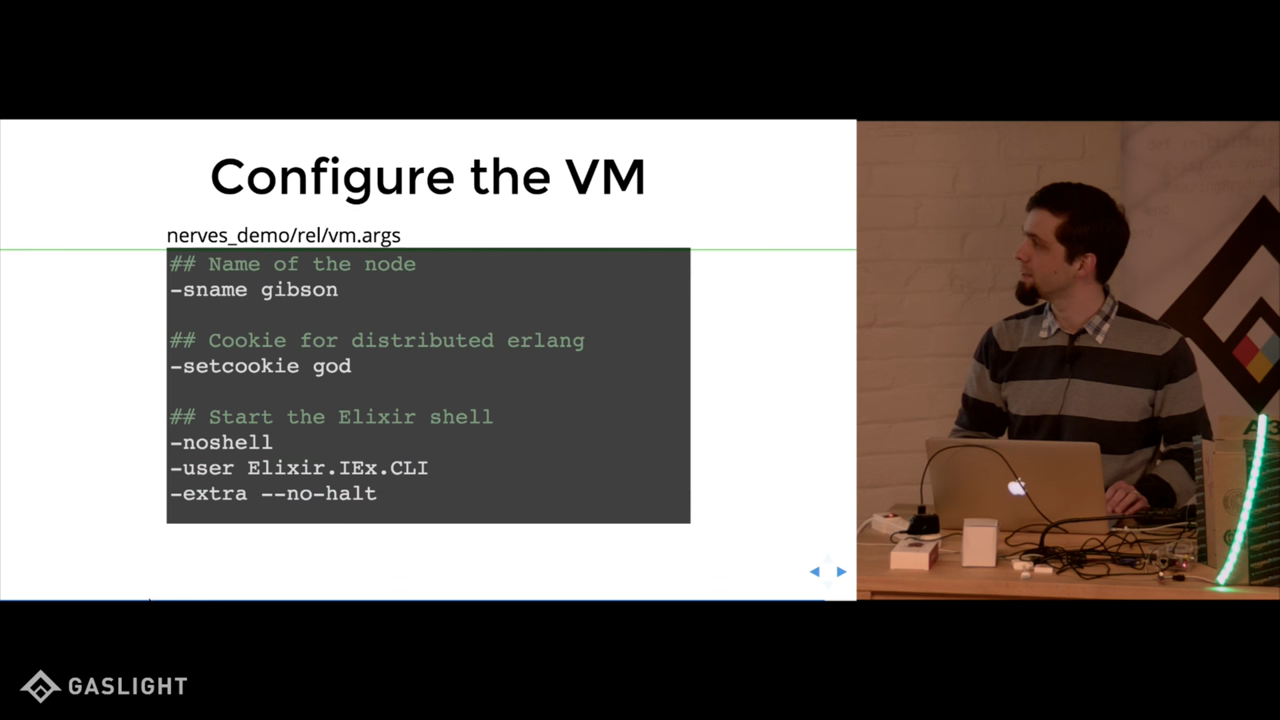 Configure the VM
nerves_demo/rel/vm.args
## Name of the node
-sname gibson
## Cookie for distributed erlang
-setcookie god
## Start the Elixir shell
-noshell
-user Elixir.IEx.CLI
-extra --no-halt
GASLIGHT